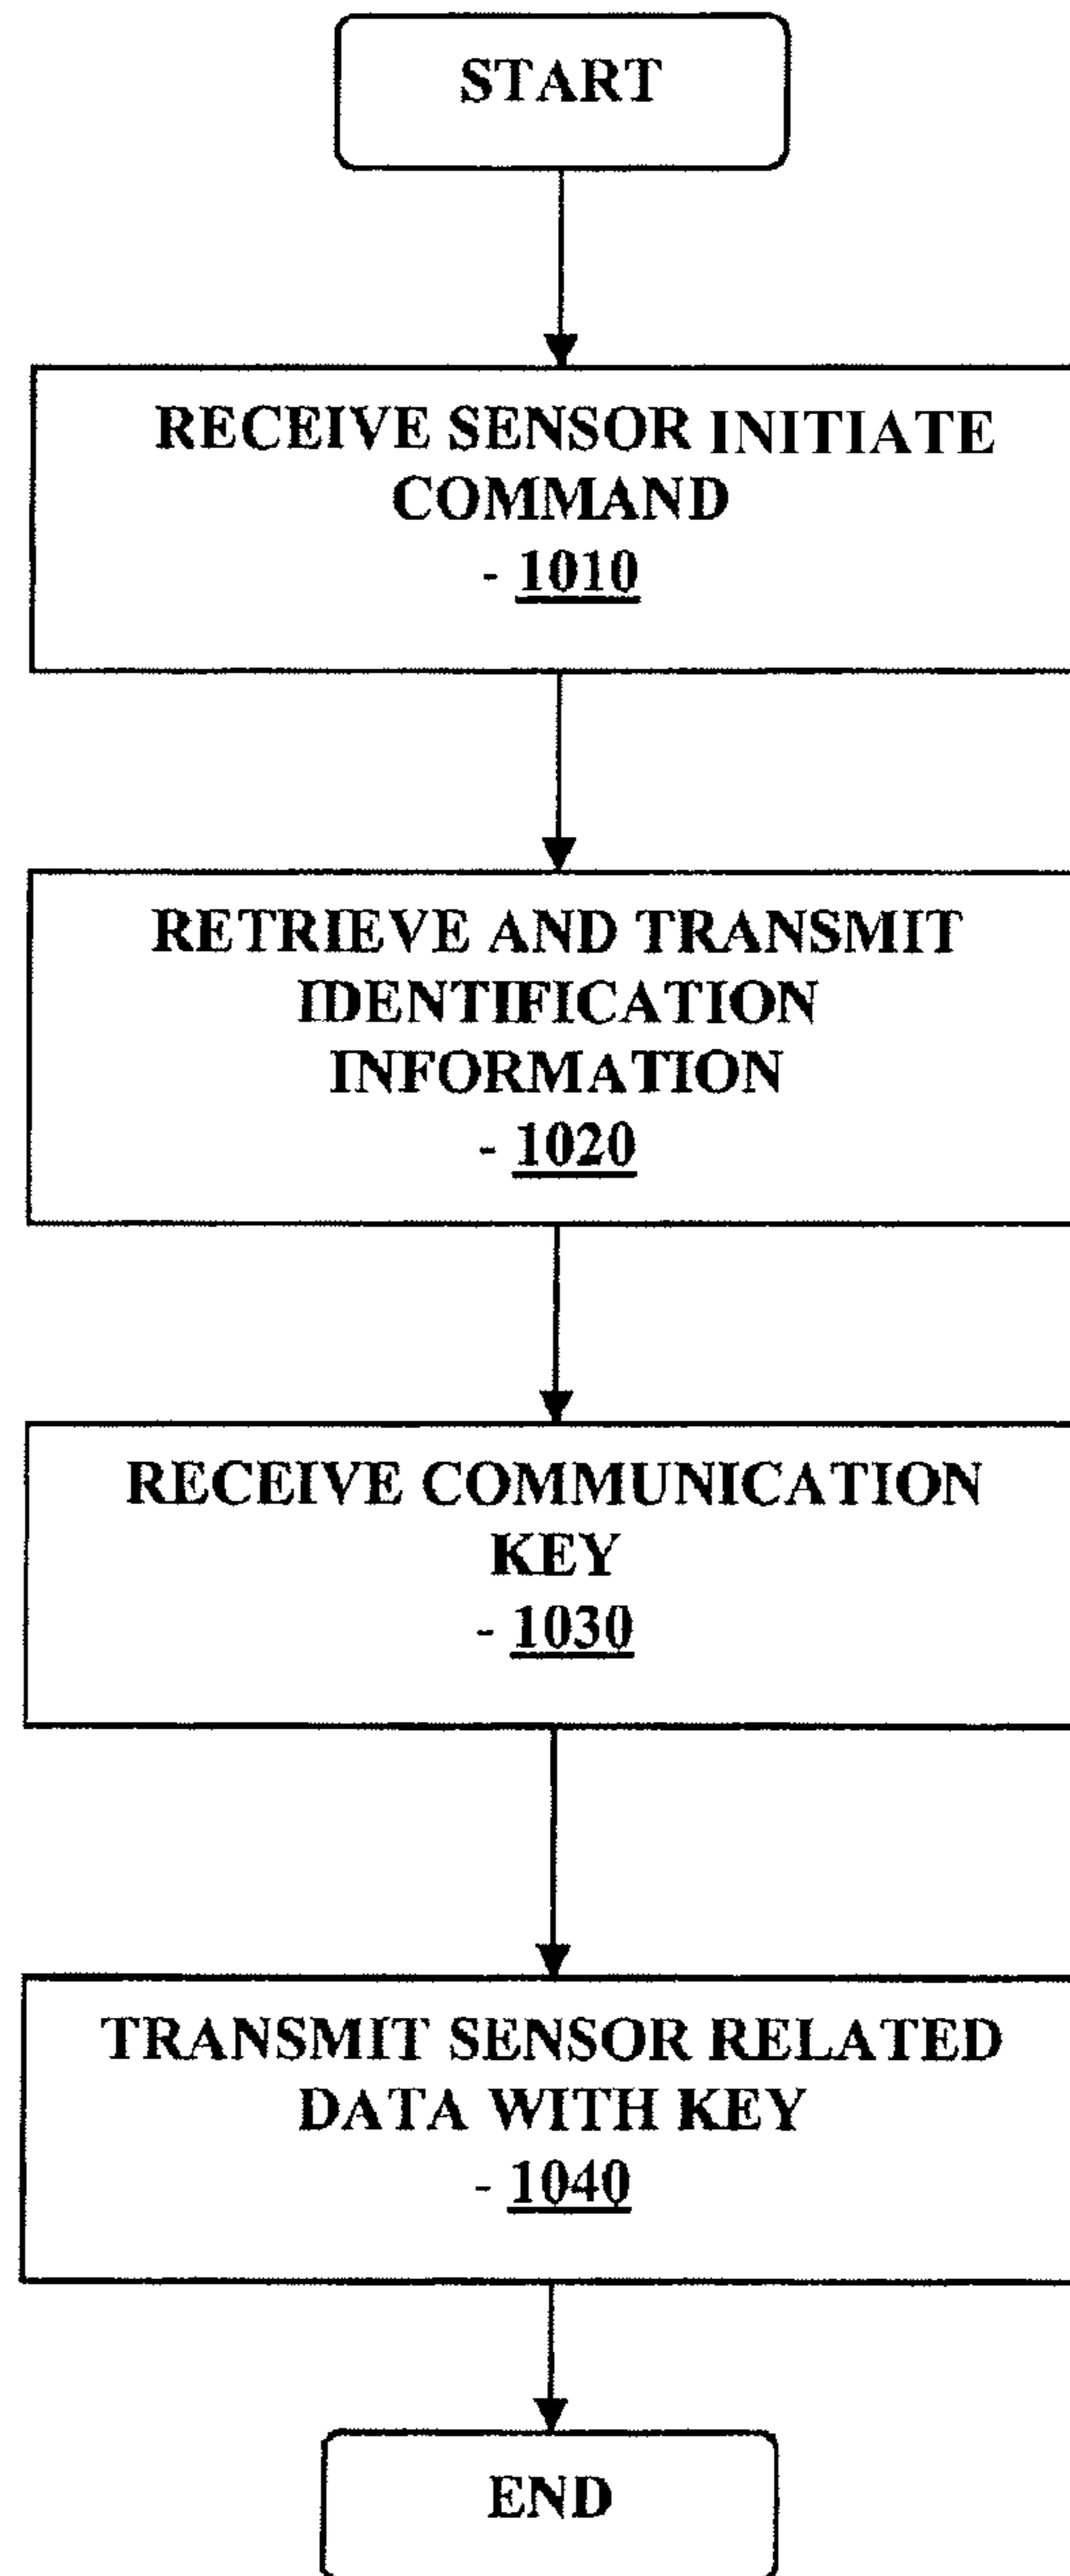 START
RECEIVE SENSOR INITIATE
COMMAND
- 1010
RETRIEVE AND TRANSMIT
IDENTIFICATION
INFORMATION
- 1020
RECEIVE COMMUNICATION
KEY
- 1030
TRANSMIT SENSOR RELATED
DATA WITH KEY
- 1040
END